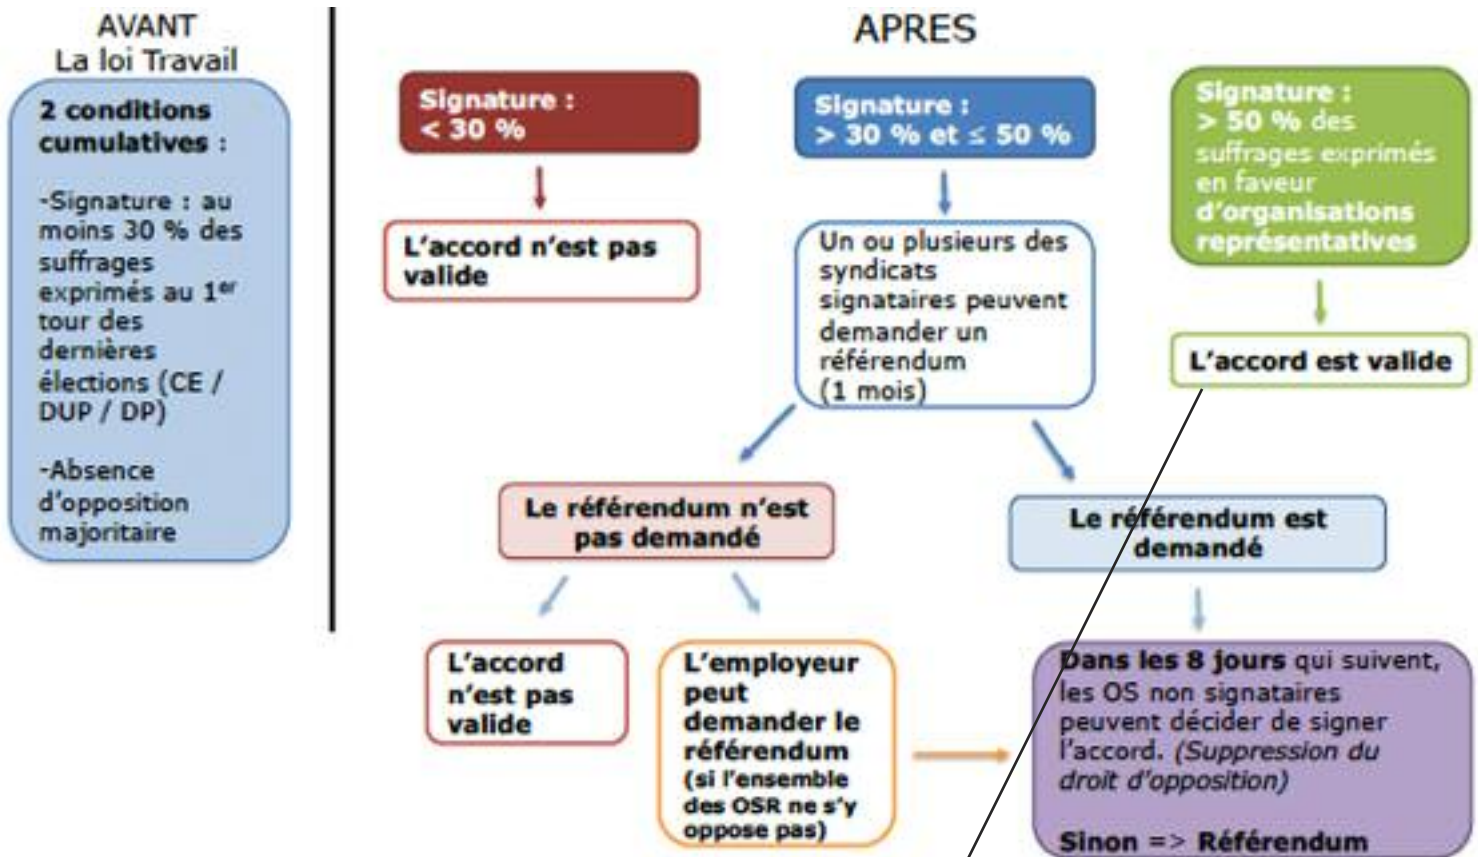 AVANT
La loi Travail
2 conditions
cumulatives :
-Signature : au
moins 30 % des
suffrages
exprimés au 1er
tour des
dernières
élections (CE /
DUP / DP)
-Absence
d'opposition
majoritaire
APRES
Signature :
< 30 %
L'accord n'est pas
valide
Signature :
> 30 % et ≤ 50 %
Un ou plusieurs des
syndicats
signataires peuvent
demander un
référendum
(1 mois)
Signature :
> 50 % des
suffrages exprimés
en faveur
d'organisations
représentatives
L'accord est valide
Le référendum n'est
pas demandé
Le référendum est
demandé
L'accord
n'est pas
valide
L'employeur
peut
demander le
référendum
(si l'ensemble
des OSR ne s'y
oppose pas)
Dans les 8 jours qui suivent,
les OS non signataires
peuvent décider de signer
l'accord. (Suppression du
droit d'opposition)
Sinon => Référendum